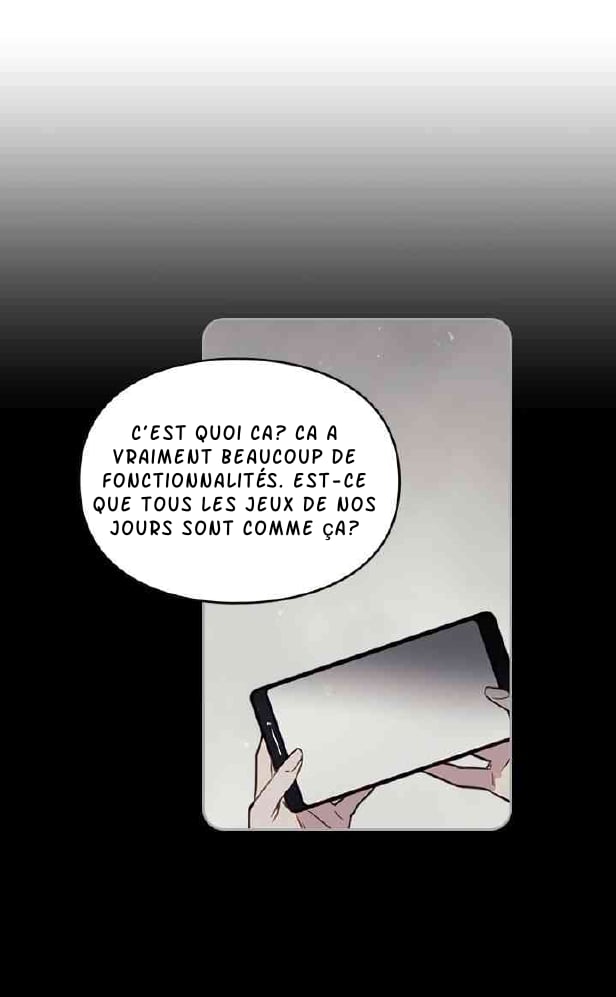 C'EST QUOI CA? CA A
VRAIMENT BEAUCOUP DE
FONCTIONNALITÉS. EST-CE
QUE TOUS LES JEUX DE NOS
JOURS SONT COMME ÇA?